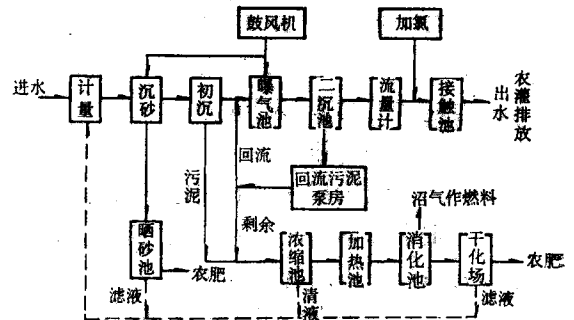 鼓风机
加氯
进水
计量
沉砂
初沉
曝气池
二沉池
流量计
接触池
出水
农灌排放
回流
污泥
回流污泥泵房
剩余
沼气作燃料
晒砂池
农肥
浓缩池
加热池
消化池
干化场
农肥
滤液
清液
滤液